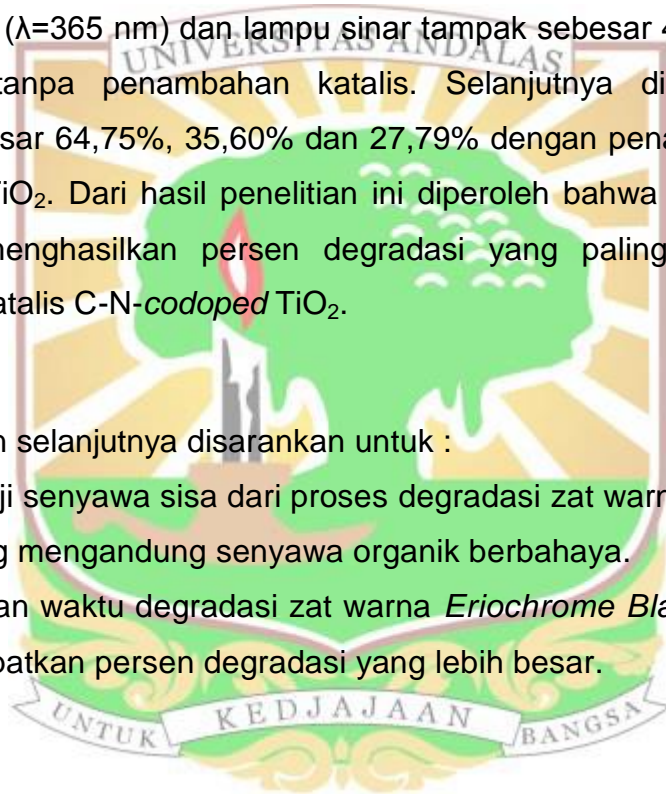 (λ=365 nm) dan lampu sinar tampak sebesar 4
UNIVERSITAS ANDALAS
tanpa penambahan katalis. Selanjutnya di
sar 64,75%, 35,60% dan 27,79% dengan pena
TiO₂. Dari hasil penelitian ini diperoleh bahwa
menghasilkan persen degradasi yang paling
atalis C-N-codoped TiO₂.
n selanjutnya disarankan untuk :
ji senyawa sisa dari proses degradasi zat warn
g mengandung senyawa organik berbahaya.
an waktu degradasi zat warna Eriochrome Bla
patkan persen degradasi yang lebih besar.
UNTUK KEDJAJAAN BANGSA